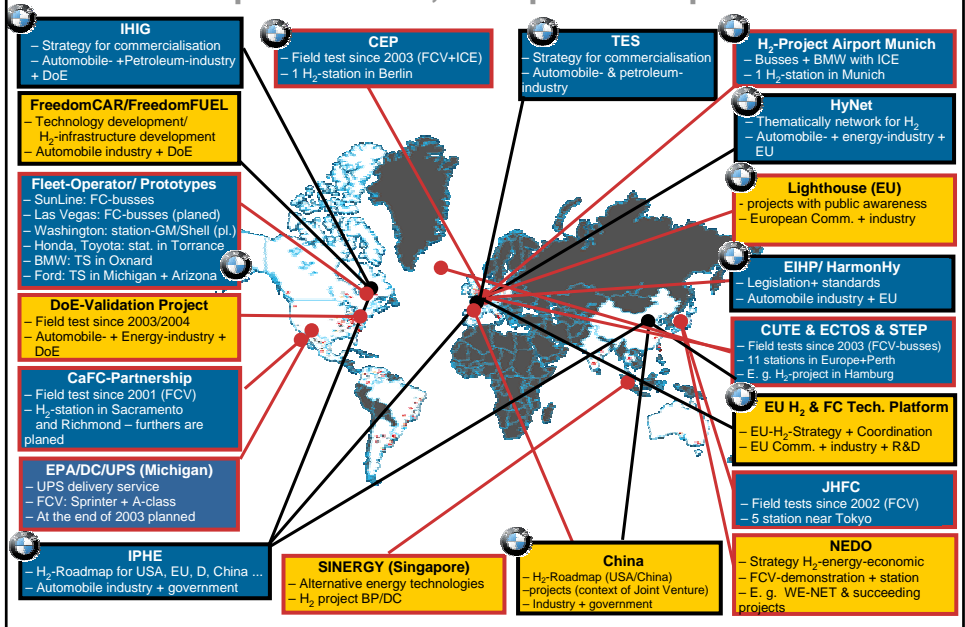 IHIG
– Strategy for commercialisation
– Automobile- +Petroleum-industry
+ DoE
FreedomCAR/FreedomFUEL
– Technology development/
H2-infrastructure development
– Automobile industry + DoE
Fleet-Operator/ Prototypes
– SunLine: FC-busses
– Las Vegas: FC-busses (planed)
– Washington: station-GM/Shell (pl.)
– Honda, Toyota: stat. in Torrance
– BMW: TS in Oxnard
– Ford: TS in Michigan + Arizona
DoE-Validation Project
– Field test since 2003/2004
– Automobile- + Energy-industry +
DoE
CaFC-Partnership
– Field test since 2001 (FCV)
– H2-station in Sacramento
and Richmond – furthers are
planed
EPA/DC/UPS (Michigan)
– UPS delivery service
– FCV: Sprinter + A-class
– At the end of 2003 planned
IPHE
– H2-Roadmap for USA, EU, D, China ...
– Automobile industry + government
CEP
– Field test since 2003 (FCV+ICE)
– 1 H2-station in Berlin
TES
– Strategy for commercialisation
– Automobile- & petroleum-
industry
SINERGY (Singapore)
– Alternative energy technologies
– H2 project BP/DC
China
– H2-Roadmap (USA/China)
–projects (context of Joint Venture)
– Industry + government
H2-Project Airport Munich
– Busses + BMW with ICE
– 1 H2-station in Munich
HyNet
– Thematically network for H2
– Automobile- + energy-industry +
EU
Lighthouse (EU)
- projects with public awareness
– European Comm. + industry
EIHP/ HarmonHy
– Legislation+ standards
– Automobile industry + EU
CUTE & ECTOS & STEP
– Field tests since 2003 (FCV-busses)
– 11 stations in Europe+Perth
– E. g. H2-project in Hamburg
EU H2 & FC Tech. Platform
– EU-H2-Strategy + Coordination
– EU Comm. + industry + R&D
JHFC
– Field tests since 2002 (FCV)
– 5 station near Tokyo
NEDO
– Strategy H2-energy-economic
– FCV-demonstration + station
– E. g. WE-NET & succeeding
projects